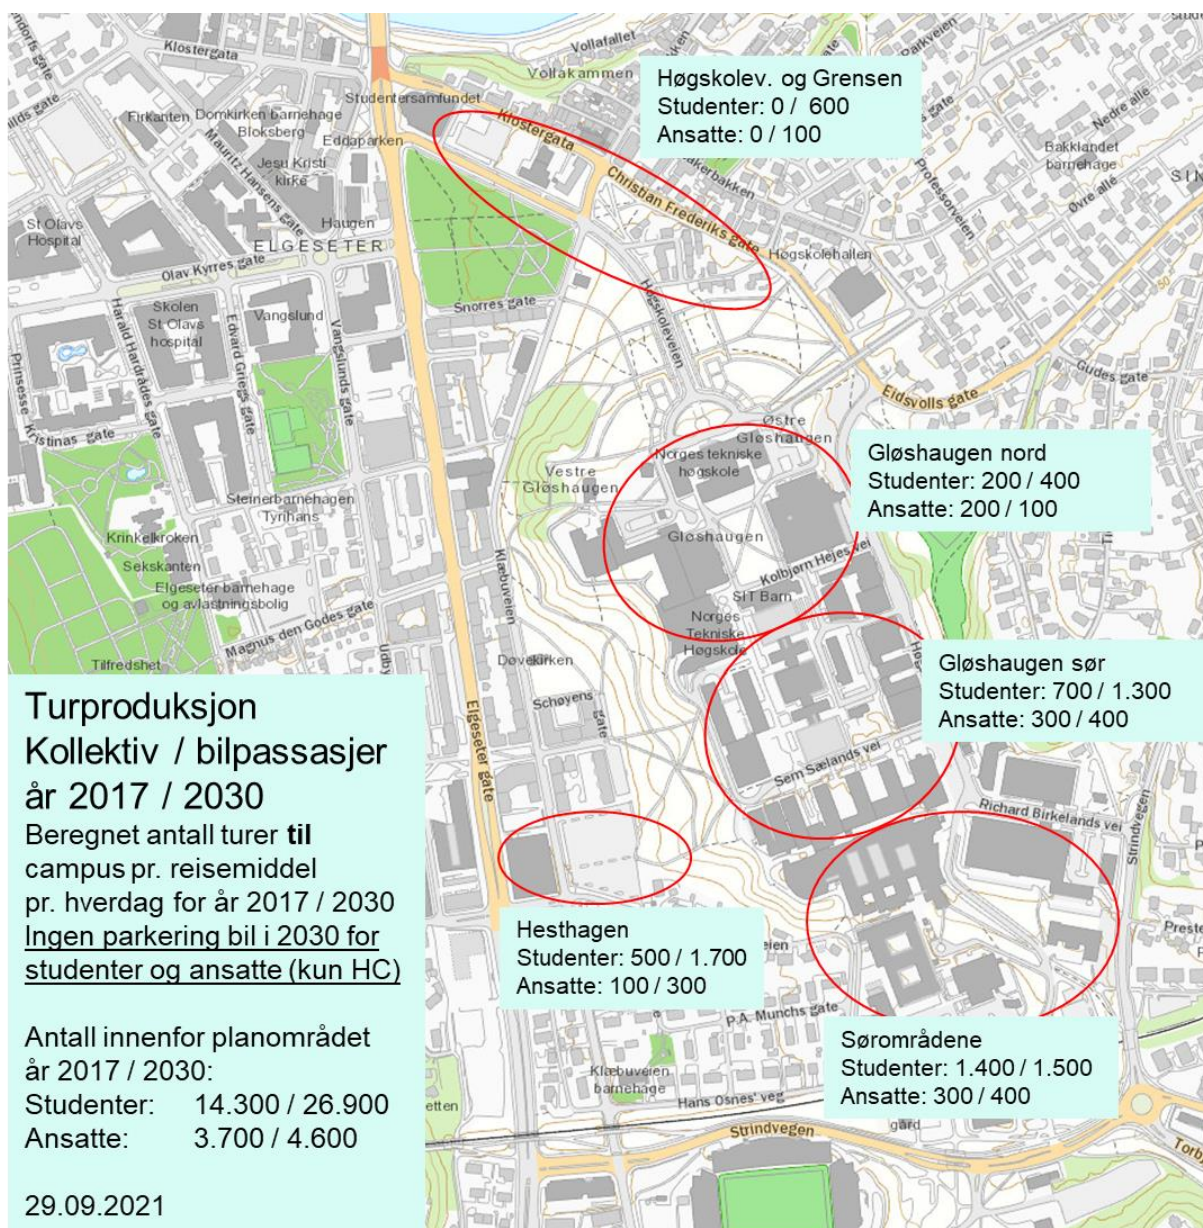 Klostergata
Vollafallet
Vollakammen
Parkveien
Studentersamfundet
Firkanten
Domkirken barnehage
Bloksberg
Eddaparken
Mauritz Hansens gate
Jesu Kristi
kirke
Klostergata
Nedre alle
Bakklandet
barnehage
Øvre allé
Professorveien
Høgskolev. og Grensen
Studenter: 0 / 600
Ansatte: 0 / 100
St Olavs
Hospital
Haugen
ELGESETER
Olav Kyrres gate
Christian Frederiks gate
Høgskolehallen
Skolen
St Olavs
hospital
Vangslund
Snorres gate
Høgskoleveien
Harald Hardrådes gate
Edvard Griegs gate
Vangslunds gate
Prinsesse Kristinas gate
Gudes gate
Eidsvolls gate
50
Østre
Gløshaugen
Norges tekniske
høgskole
Vestre
Gløshaugen
Gløshaugen nord
Studenter: 200 / 400
Ansatte: 200 / 100
Steinerbarnehagen
Tyrihans
Krinkelkroken
Sekskanten
Elgeseter barnehage
og avlastningsbolig
Klæbuveien
Gløshaugen
Kolbjørn Hejes vei
SIT Barn
Norges
Tekniske
Høgskole
Magnus den Godes gate
Tilfredshet
Døvekirken
Schøyens
gate
Elgeseter gate
Gløshaugen sør
Studenter: 700 / 1.300
Ansatte: 300 / 400
Sem Sælands vei
Richard Birkelands vei
Strindvegen
Turproduksjon
Kollektiv / bilpassasjer
år 2017 / 2030
Beregnet antall turer til
campus pr. reisemiddel
pr. hverdag for år 2017 / 2030
Ingen parkering bil i 2030 for
studenter og ansatte (kun HC)
Antall innenfor planområdet
år 2017 / 2030:
Studenter: 14.300 / 26.900
Ansatte: 3.700 / 4.600
29.09.2021
Hesthagen
Studenter: 500 / 1.700
Ansatte: 100 / 300
P.A. Munchs gate
Sørområdene
Studenter: 1.400 / 1.500
Ansatte: 300 / 400
Klæbuveien
barnehage
Hans Osnes' veg
gård
Strindvegen